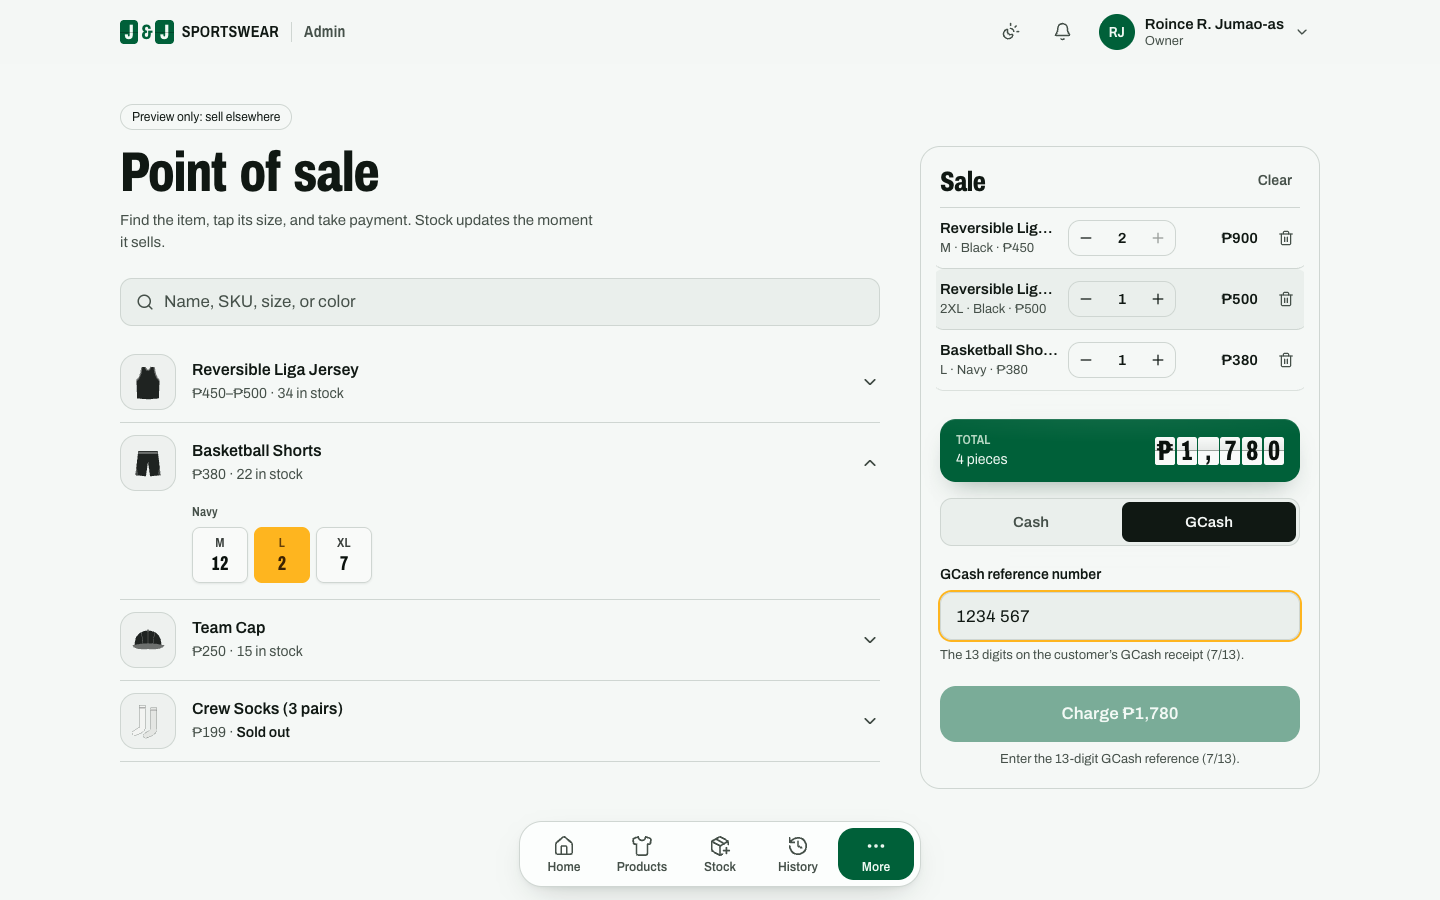 J & J SPORTSWEAR
Admin
RJ
Roince R. Jumao-as
Owner
Preview only: sell elsewhere
Point of sale
Find the item, tap its size, and take payment. Stock updates the moment
it sells.
Name, SKU, size, or color
Reversible Liga Jersey
₱450–₱500 · 34 in stock
Basketball Shorts
₱380 · 22 in stock
Navy
M
12
L
2
XL
7
Team Cap
₱250 · 15 in stock
Crew Socks (3 pairs)
₱199 · Sold out
Sale
Clear
Reversible Lig...
M · Black · ₱450
2
₱900
Reversible Lig...
2XL · Black · ₱500
1
₱500
Basketball Sho...
L · Navy · ₱380
1
₱380
TOTAL
4 pieces
₱1,780
Cash
GCash
GCash reference number
1234 567
The 13 digits on the customer's GCash receipt (7/13).
Charge ₱1,780
Enter the 13-digit GCash reference (7/13).
Home
Products
Stock
History
More